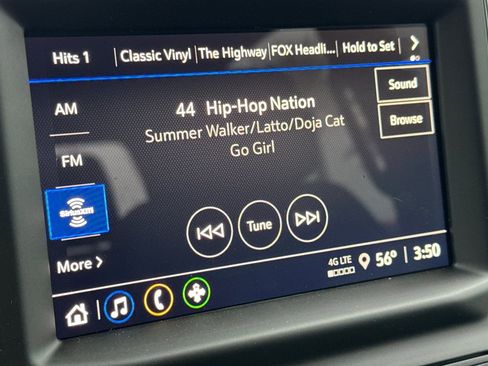 Hits 1 Classic Vinyl The Highway FOX Headli... Hold to Set
AM
44 Hip-Hop Nation
Sound
Summer Walker/Latto/Doja Cat
Browse
Go Girl
FM
SiriusXM
Tune
More
4G LTE 56° 3:50